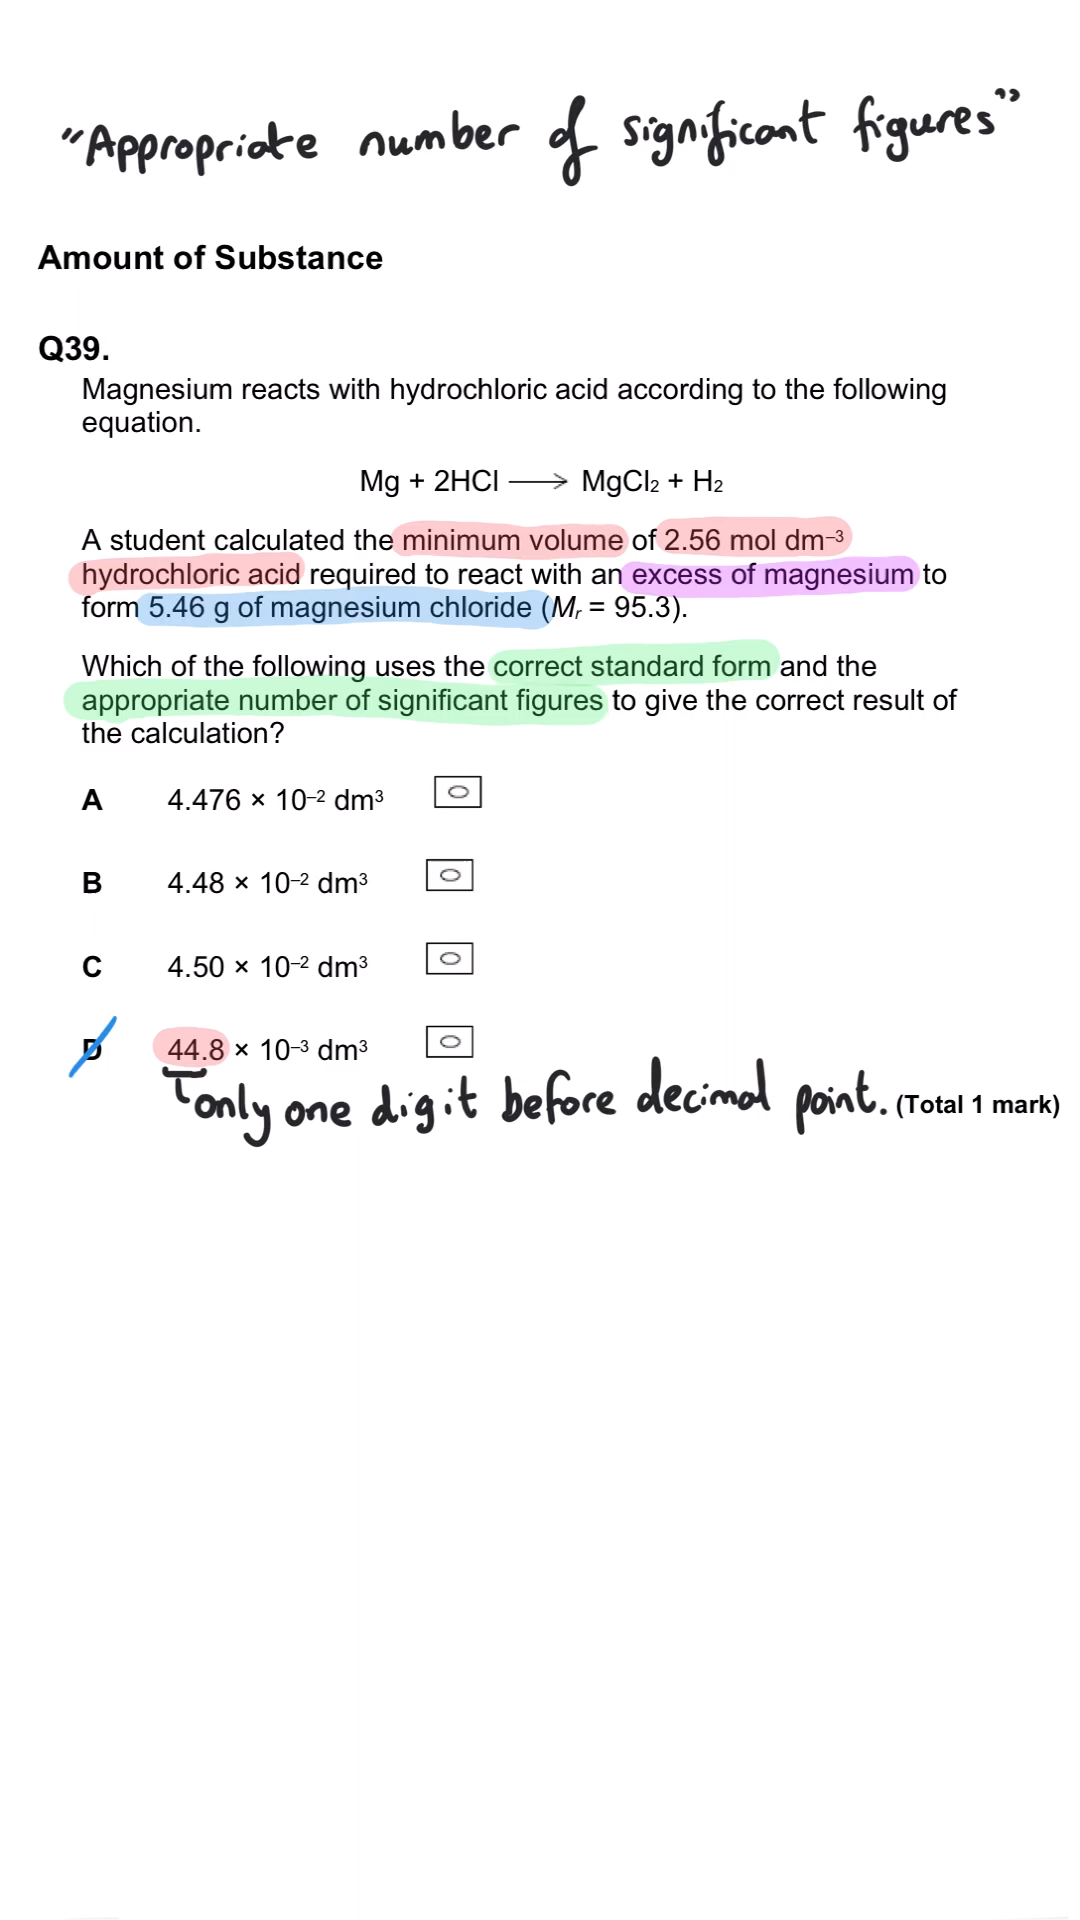 "Appropriate number of significant figures"
Amount of Substance
Q39.
Magnesium reacts with hydrochloric acid according to the following
equation.
Mg + 2HCl ⟶ MgCl₂ + H₂
A student calculated the minimum volume of 2.56 mol dm⁻³
hydrochloric acid required to react with an excess of magnesium to
form 5.46 g of magnesium chloride (Mᵣ = 95.3).
Which of the following uses the correct standard form and the
appropriate number of significant figures to give the correct result of
the calculation?
A 4.476 × 10⁻² dm³
B 4.48 × 10⁻² dm³
C 4.50 × 10⁻² dm³
D 44.8 × 10⁻³ dm³
only one digit before decimal point. (Total 1 mark)